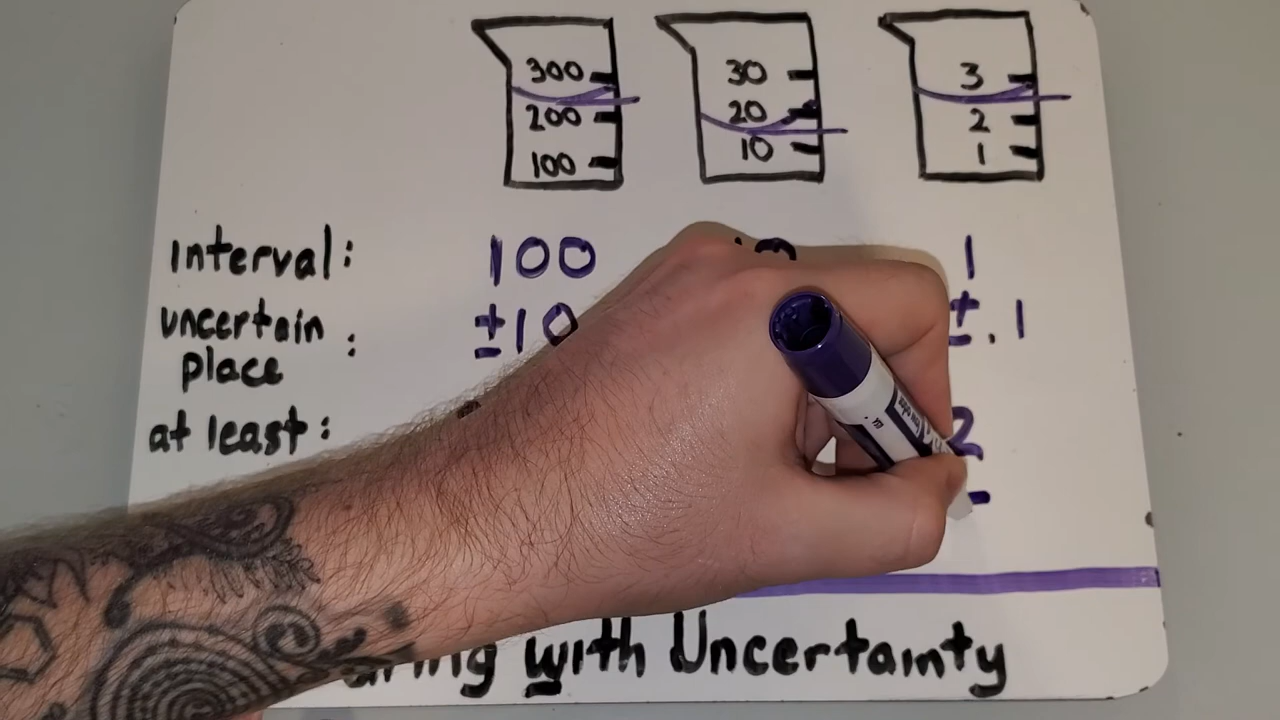 300 30 3
200 20 2
100 10 1
Interval: 100 1
uncertain ±10 ±.1
place :
at least: 2
with Uncertainty